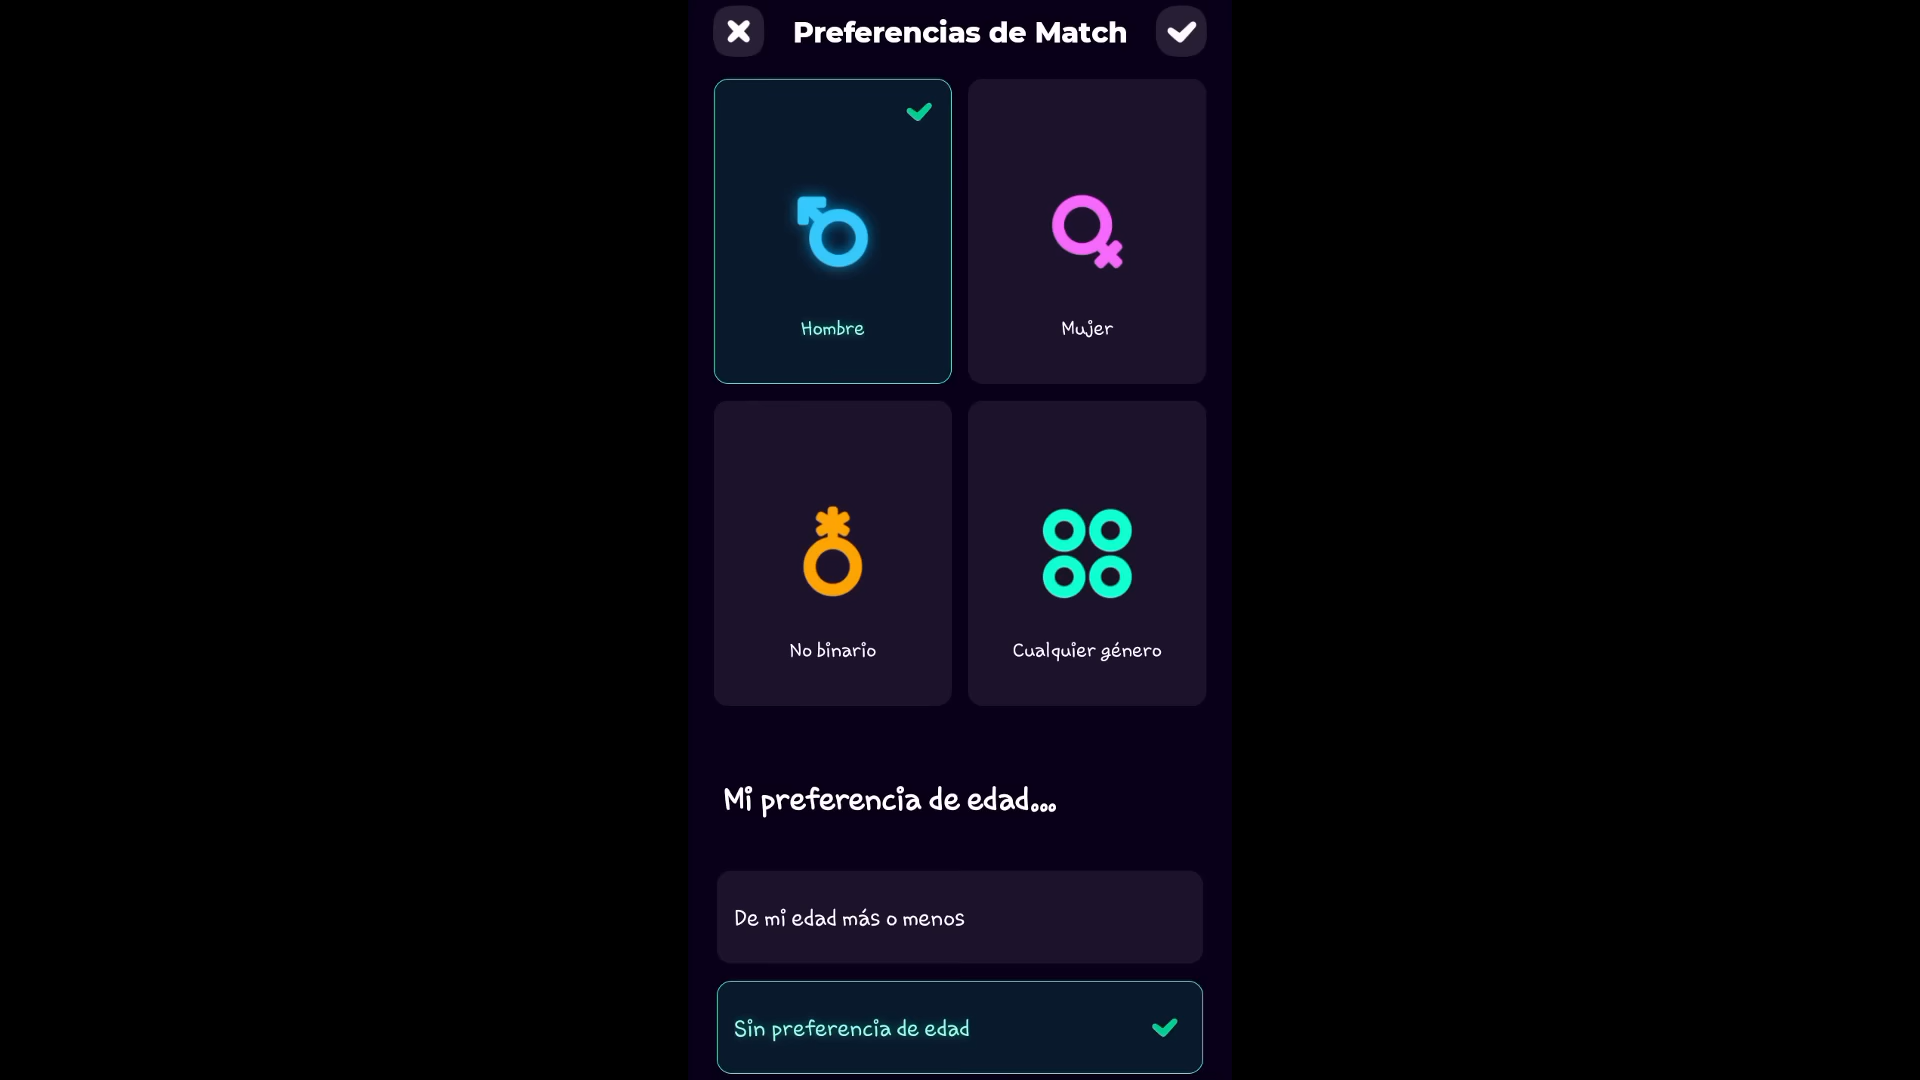 Preferencias de Match
Hombre
Mujer
No binario
Cualquier género
Mi preferencia de edad...
De mi edad más o menos
Sin preferencia de edad